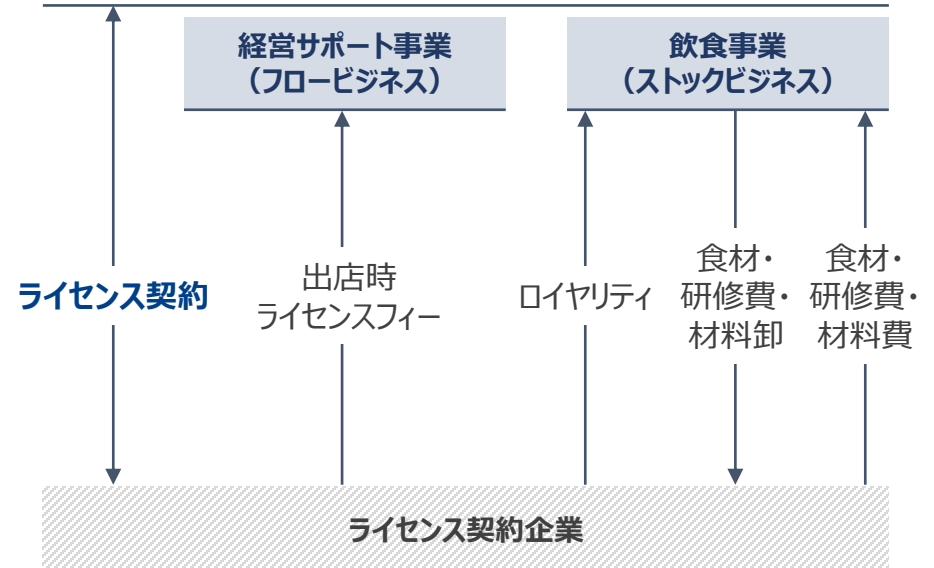 経営サポート事業
（フロービジネス）
飲食事業
（ストックビジネス）
ライセンス契約
出店時
ライセンスフィー
ロイヤリティ
食材・
研修費・
材料卸
食材・
研修費・
材料費
ライセンス契約企業